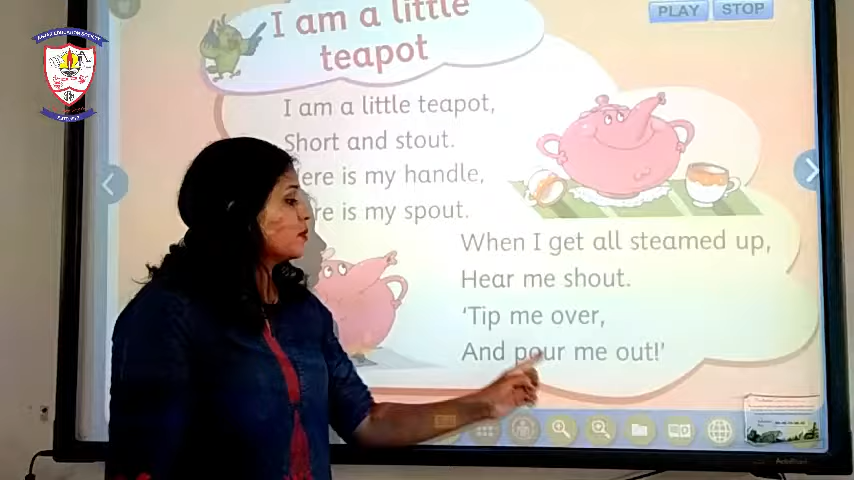 I am a little
teapot
PLAY STOP
I am a little teapot,
Short and stout.
is my handle,
is my spout.
When I get all steamed up,
Hear me shout.
'Tip me over,
And pour me out!'